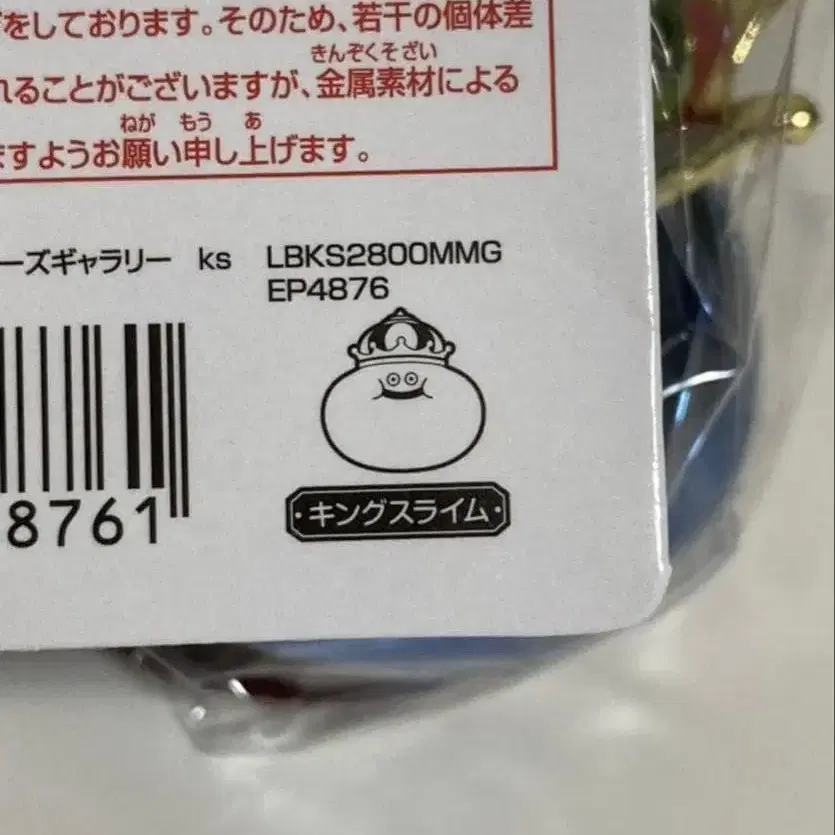 をしております。そのため、若干の個体差
きんぞくそざい
れることがございますが、金属素材による
ねが もう あ
ますようお願い申し上げます。
ーズギャラリー ks LBKS2800MMG
EP4876
8761
・キングスライム・